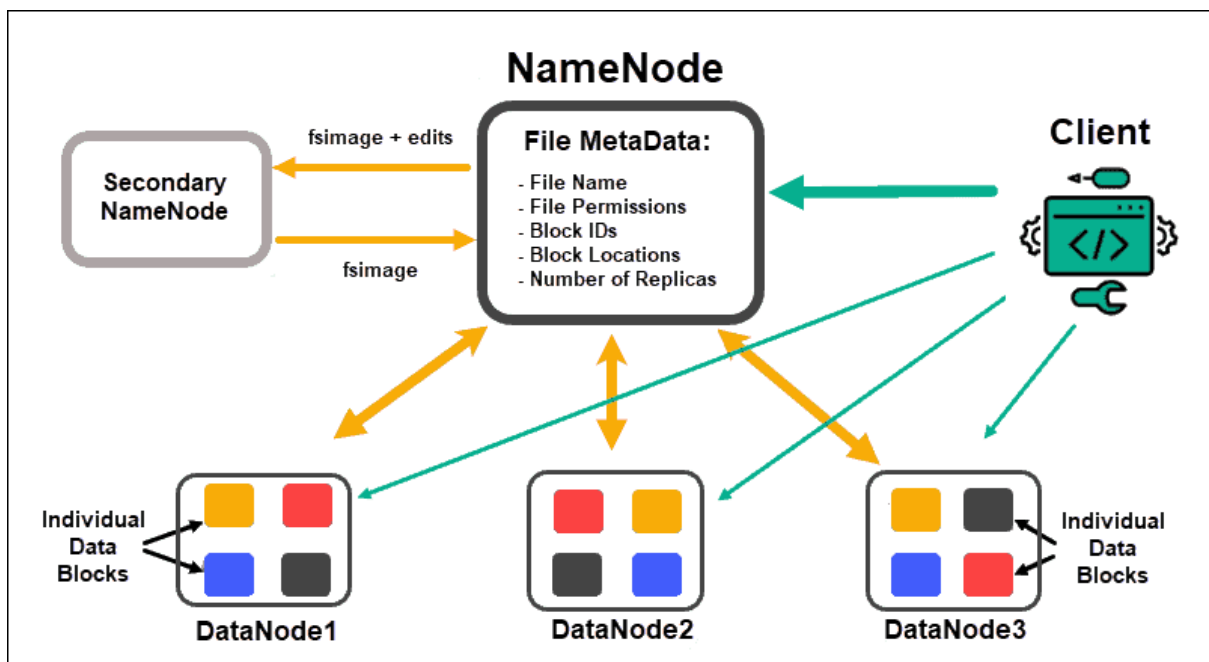 NameNode
fsimage + edits
Secondary
NameNode
fsimage
File MetaData:
- File Name
- File Permissions
- Block IDs
- Block Locations
- Number of Replicas
Client
</>
Individual
Data
Blocks
Individual
Data
Blocks
DataNode1
DataNode2
DataNode3